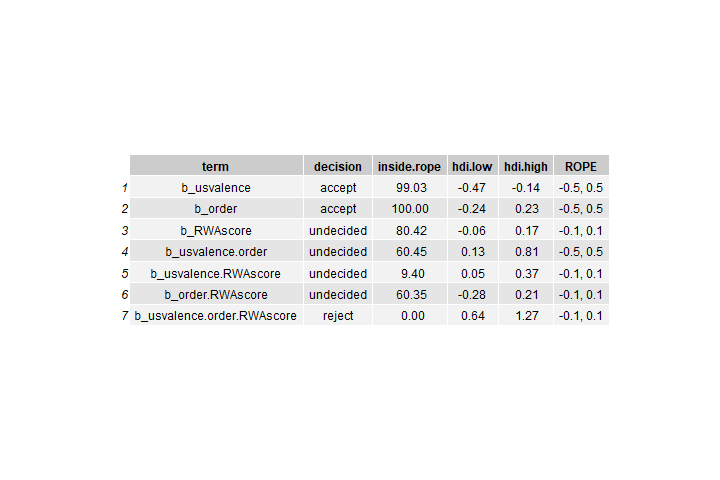 term decision inside.rope hdi.low hdi.high ROPE
1 b_usvalence accept 99.03 -0.47 -0.14 -0.5, 0.5
2 b_order accept 100.00 -0.24 0.23 -0.5, 0.5
3 b_RWAscore undecided 80.42 -0.06 0.17 -0.1, 0.1
4 b_usvalence.order undecided 60.45 0.13 0.81 -0.5, 0.5
5 b_usvalence.RWAscore undecided 9.40 0.05 0.37 -0.1, 0.1
6 b_order.RWAscore undecided 60.35 -0.28 0.21 -0.1, 0.1
7 b_usvalence.order.RWAscore reject 0.00 0.64 1.27 -0.1, 0.1